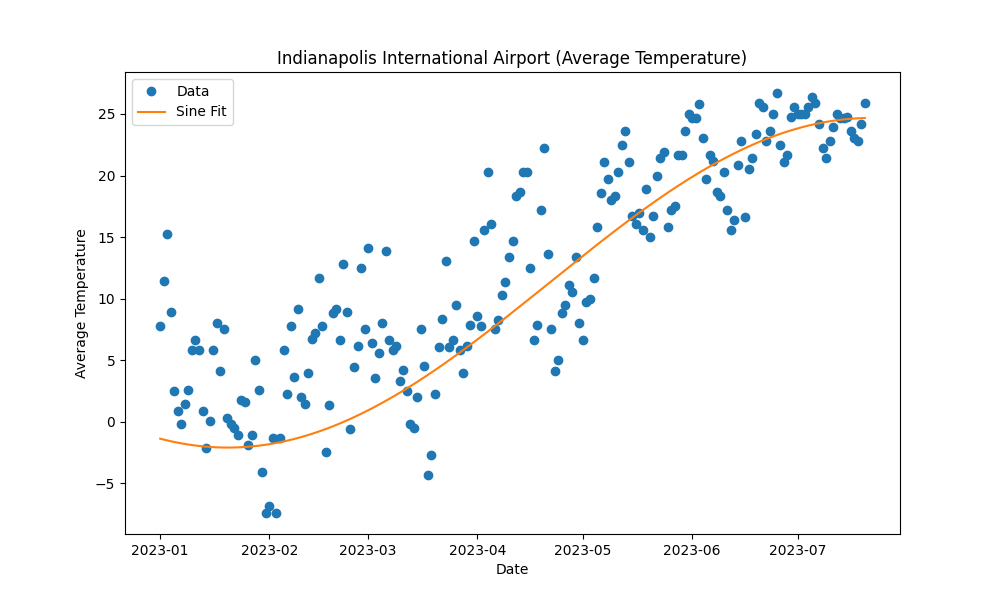 Indianapolis International Airport (Average Temperature)
Data
Sine Fit
Average Temperature
25
20
15
10
5
0
−5
2023-01
2023-02
2023-03
2023-04
2023-05
2023-06
2023-07
Date